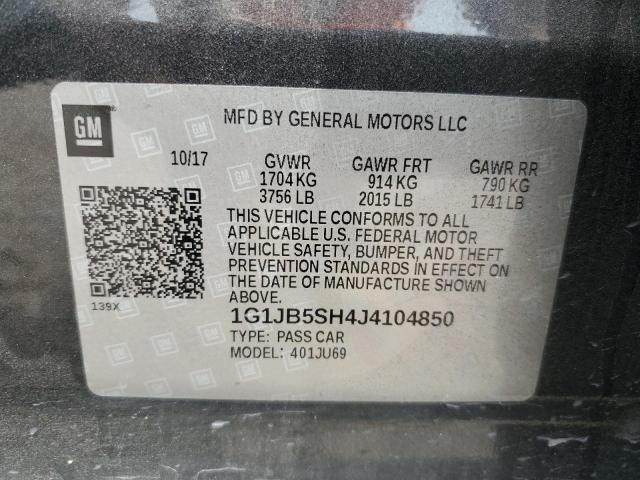 GM
MFD BY GENERAL MOTORS LLC
10/17 GVWR GAWR FRT GAWR RR
1704 KG 914 KG 790 KG
3756 LB 2015 LB 1741 LB
THIS VEHICLE CONFORMS TO ALL
APPLICABLE U.S. FEDERAL MOTOR
VEHICLE SAFETY, BUMPER, AND THEFT
PREVENTION STANDARDS IN EFFECT ON
THE DATE OF MANUFACTURE SHOWN
ABOVE.
139X
1G1JB5SH4J4104850
TYPE: PASS CAR
MODEL: 401JU69